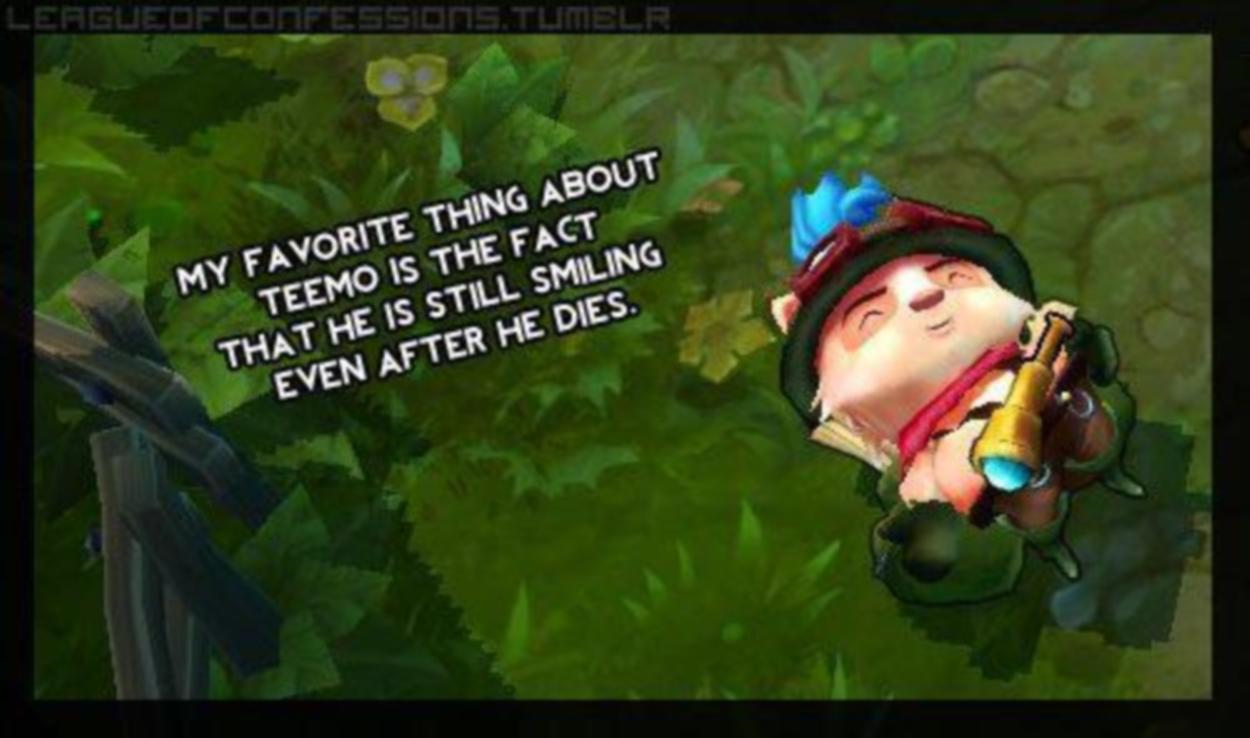 LEAGUEOFCONFESSIONS.TUMBLR
MY FAVORITE THING ABOUT
TEEMO IS THE FACT
THAT HE IS STILL SMILING
EVEN AFTER HE DIES.